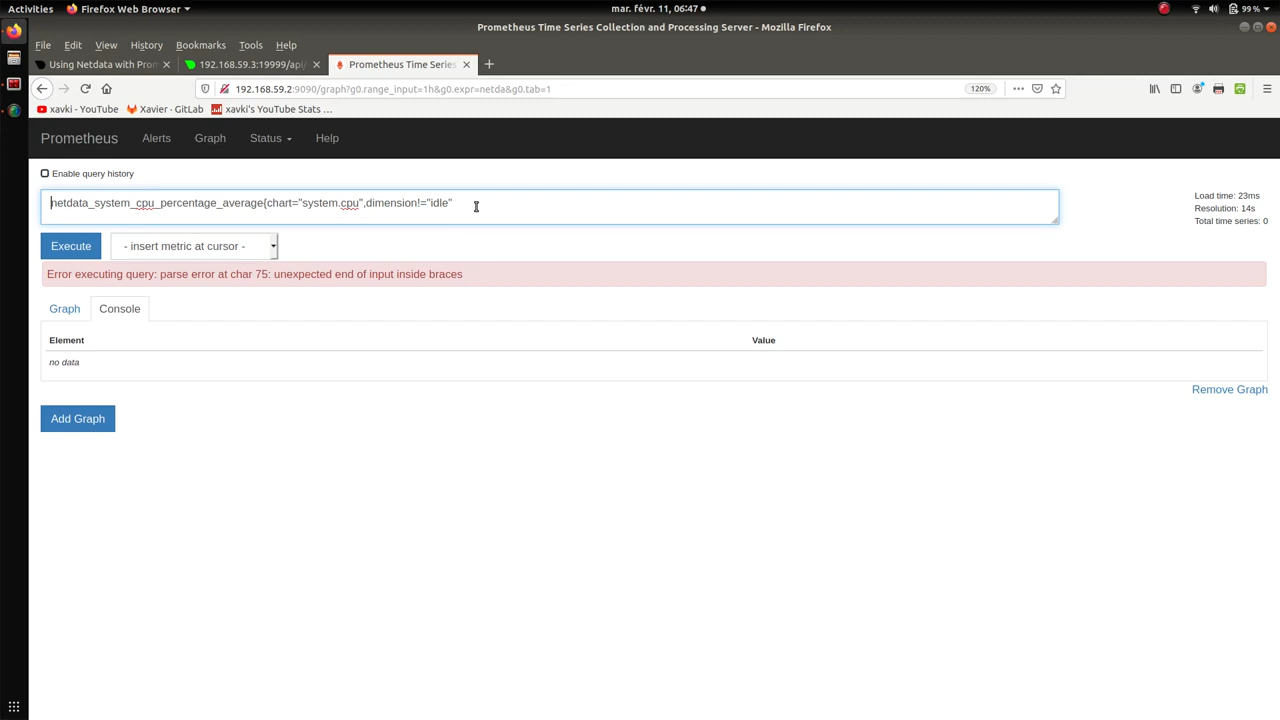 Activities Firefox Web Browser mar. févr. 11, 06:47 99 %
Prometheus Time Series Collection and Processing Server - Mozilla Firefox
File Edit View History Bookmarks Tools Help
Using Netdata with Prom 192.168.59.3:19999/api/ Prometheus Time Series
192.168.59.2:9090/graph?g0.range_input=1h&g0.expr=netda&g0.tab=1 120%
xavki - YouTube Xavier · GitLab xavki's YouTube Stats …
Prometheus Alerts Graph Status Help
Enable query history
netdata_system_cpu_percentage_average{chart="system.cpu",dimension!="idle"
Load time: 23ms
Resolution: 14s
Total time series: 0
Execute - insert metric at cursor -
Error executing query: parse error at char 75: unexpected end of input inside braces
Graph Console
Element Value
no data
Remove Graph
Add Graph